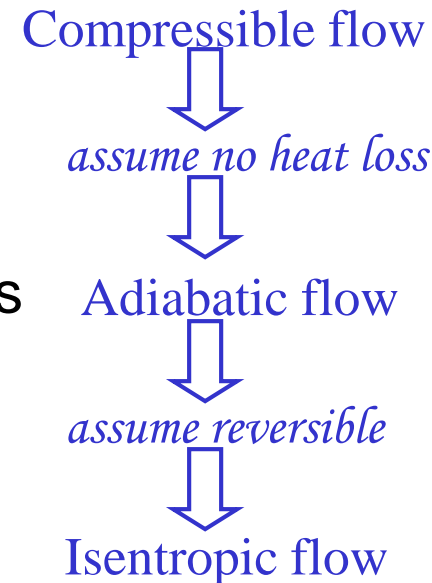 Compressible flow
assume no heat loss
s Adiabatic flow
assume reversible
Isentropic flow